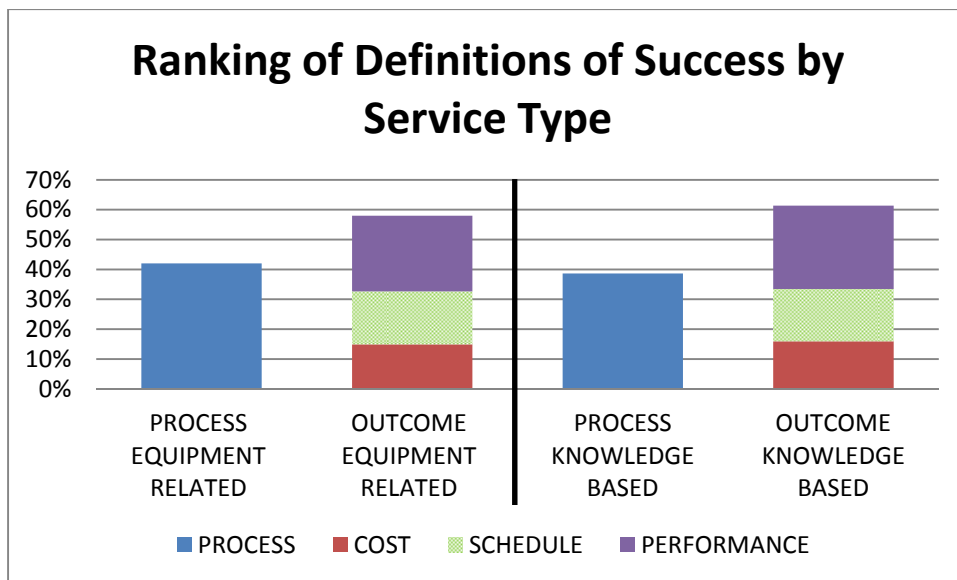 Ranking of Definitions of Success by
Service Type
70%
60%
50%
40%
30%
20%
10%
0%
PROCESS
EQUIPMENT
RELATED
OUTCOME
EQUIPMENT
RELATED
PROCESS
KNOWLEDGE
BASED
OUTCOME
KNOWLEDGE
BASED
PROCESS COST SCHEDULE PERFORMANCE